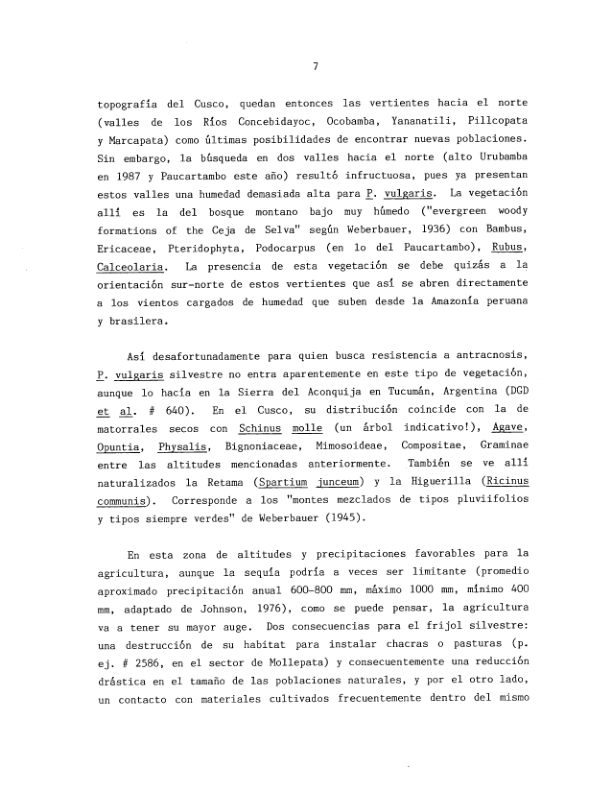 7
topografía del Cusco, quedan entonces las vertientes hacia el norte
(valles de los Ríos Concebidayoc, Ocobamba, Yananatili, Pillcopata
y Marcapata) como últimas posibilidades de encontrar nuevas poblaciones.
Sin embargo, la búsqueda en dos valles hacia el norte (alto Urubamba
en 1987 y Paucartambo este año) resultó infructuosa, pues ya presentan
estos valles una humedad demasiada alta para P. vulgaris. La vegetación
allí es la del bosque montano bajo muy húmedo ("evergreen woody
formations of the Ceja de Selva" según Weberbauer, 1936) con Bambus,
Ericaceae, Pteridophyta, Podocarpus (en lo del Paucartambo), Rubus,
Calceolaria. La presencia de esta vegetación se debe quizás a la
orientación sur-norte de estos vertientes que así se abren directamente
a los vientos cargados de humedad que suben desde la Amazonía peruana
y brasilera.
Así desafortunadamente para quien busca resistencia a antracnosis,
P. vulgaris silvestre no entra aparentemente en este tipo de vegetación,
aunque lo hacía en la Sierra del Aconquija en Tucumán, Argentina (DGD
et al. # 640). En el Cusco, su distribución coincide con la de
matorrales secos con Schinus molle (un árbol indicativo!), Agave,
Opuntia, Physalis, Bignoniaceae, Mimosoideae, Compositae, Graminae
entre las altitudes mencionadas anteriormente. También se ve allí
naturalizados la Retama (Spartium junceum) y la Higuerilla (Ricinus
communis). Corresponde a los "montes mezclados de tipos pluviifolios
y tipos siempre verdes" de Weberbauer (1945).
En esta zona de altitudes y precipitaciones favorables para la
agricultura, aunque la sequía podría a veces ser limitante (promedio
aproximado precipitación anual 600-800 mm, máximo 1000 mm, mínimo 400
mm, adaptado de Johnson, 1976), como se puede pensar, la agricultura
va a tener su mayor auge. Dos consecuencias para el frijol silvestre:
una destrucción de su habitat para instalar chacras o pasturas (p.
ej. # 2586, en el sector de Mollepata) y consecuentemente una reducción
drástica en el tamaño de las poblaciones naturales, y por el otro lado,
un contacto con materiales cultivados frecuentemente dentro del mismo